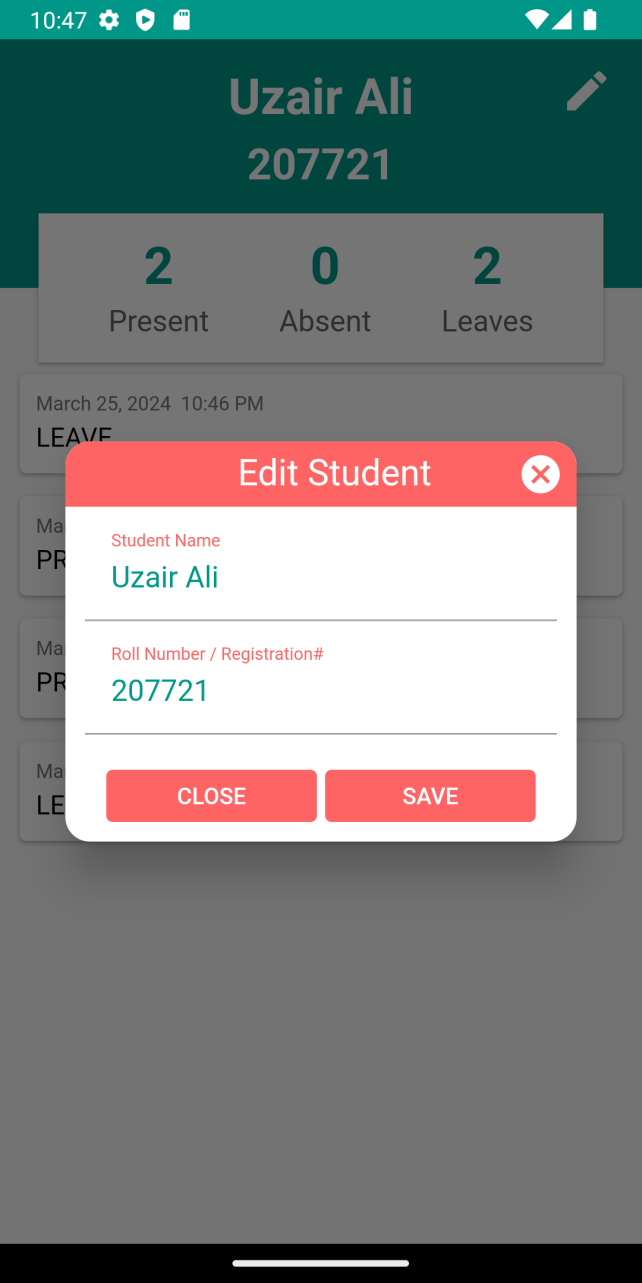 10:47
Uzair Ali
207721
2 0 2
Present Absent Leaves
March 25, 2024 10:46 PM
LEAVE
Edit Student
Student Name
Uzair Ali
Roll Number / Registration#
207721
CLOSE SAVE